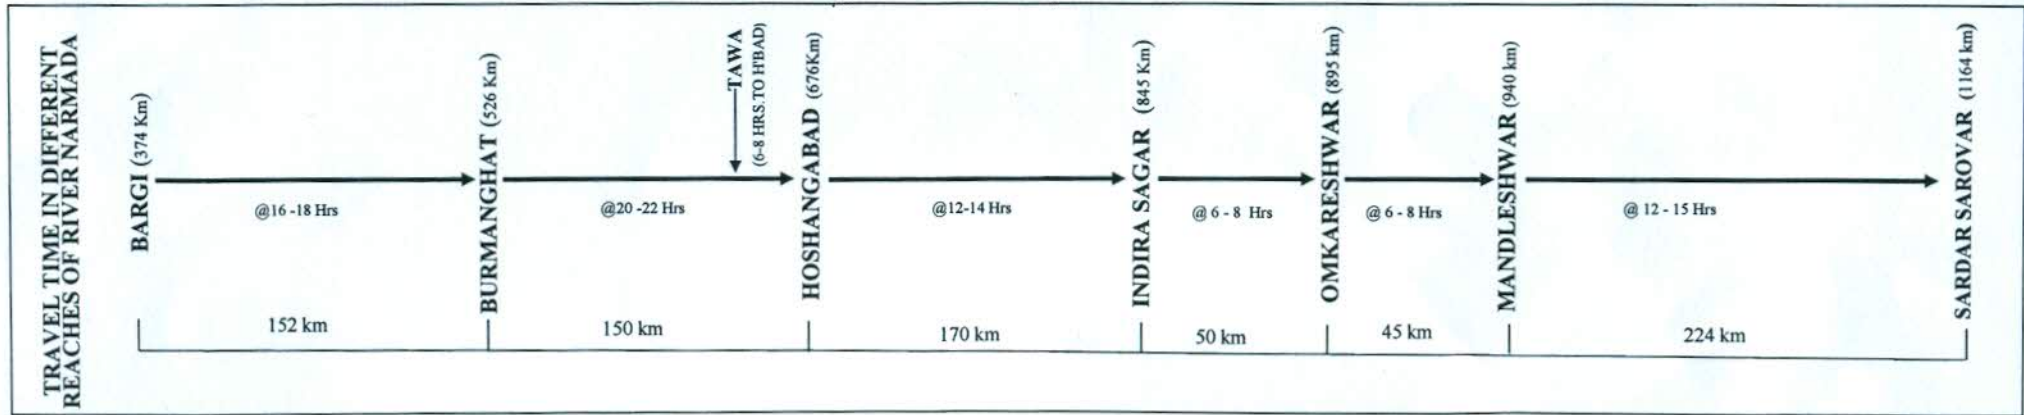 TRAVEL TIME IN DIFFERENT
REACHES OF RIVER NARMADA
BARGI (374 Km)
@16 -18 Hrs
BURMANGHAT (526 Km)
@20 -22 Hrs
TAWA
(6-8 HRS.TO H'BAD)
HOSHANGABAD (676Km)
@12-14 Hrs
INDIRA SAGAR (845 Km)
@ 6 - 8 Hrs
OMKARESHWAR (895 km)
@ 6 - 8 Hrs
MANDLESHWAR (940 km)
@ 12 - 15 Hrs
SARDAR SAROVAR (1164 km)
152 km
150 km
170 km
50 km
45 km
224 km